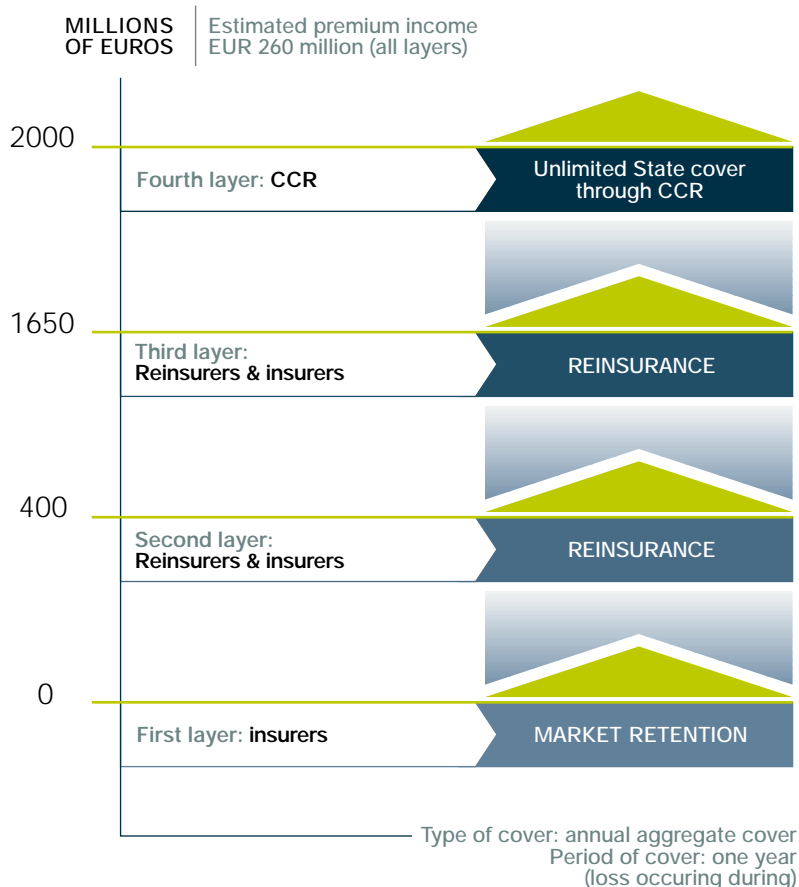 MILLIONS
OF EUROS
Estimated premium income
EUR 260 million (all layers)
2000
Fourth layer: CCR
Unlimited State cover
through CCR
1650
Third layer:
Reinsurers & insurers
REINSURANCE
400
Second layer:
Reinsurers & insurers
REINSURANCE
0
First layer: insurers
MARKET RETENTION
Type of cover: annual aggregate cover
Period of cover: one year
(loss occuring during)